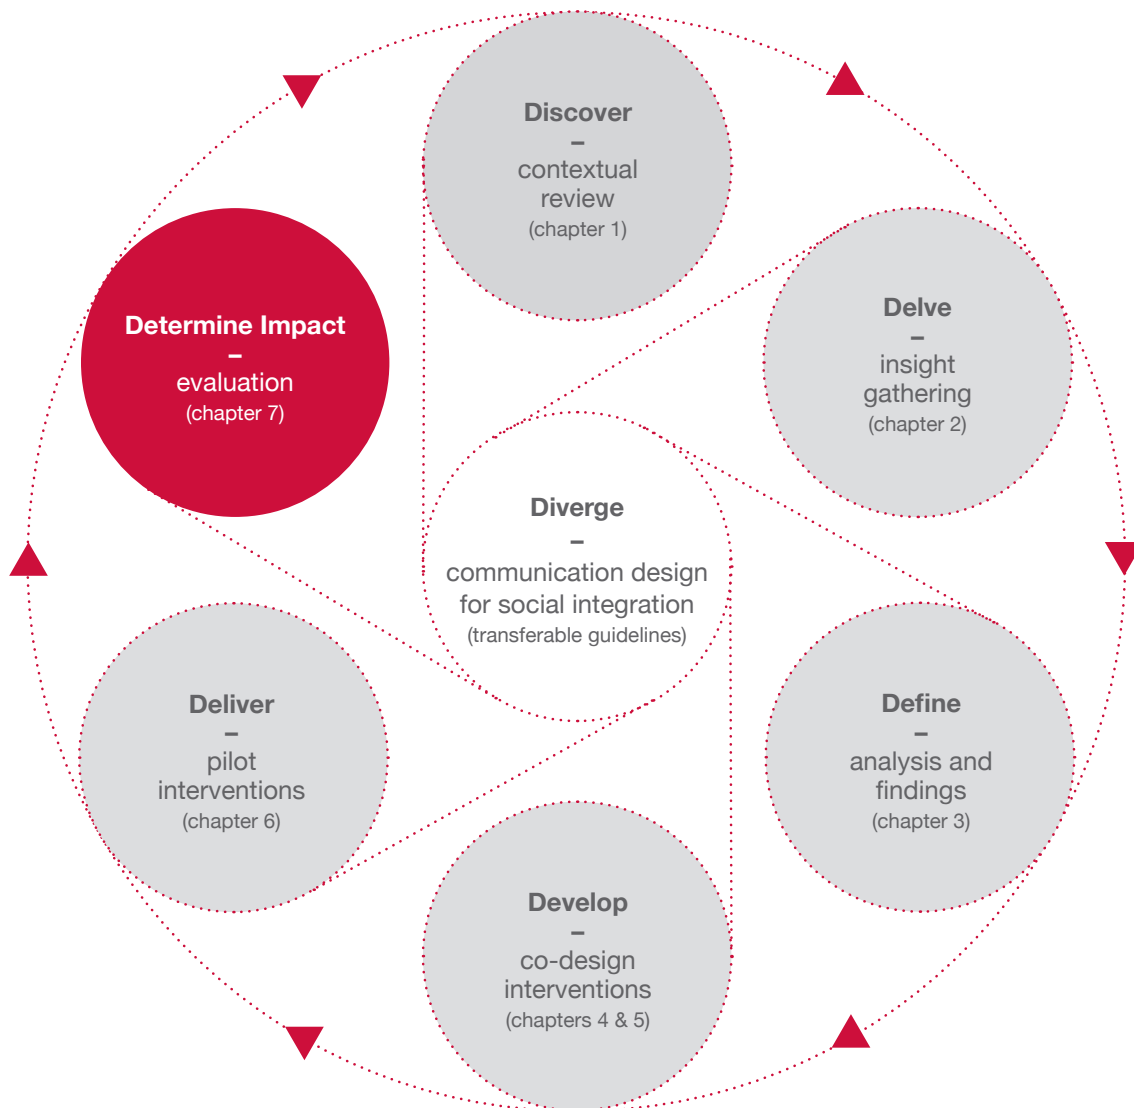 Discover
–
contextual
review
(chapter 1)
Delve
–
insight
gathering
(chapter 2)
Determine Impact
–
evaluation
(chapter 7)
Diverge
–
communication design
for social integration
(transferable guidelines)
Define
–
analysis and
findings
(chapter 3)
Deliver
–
pilot
interventions
(chapter 6)
Develop
–
co-design
interventions
(chapters 4 & 5)